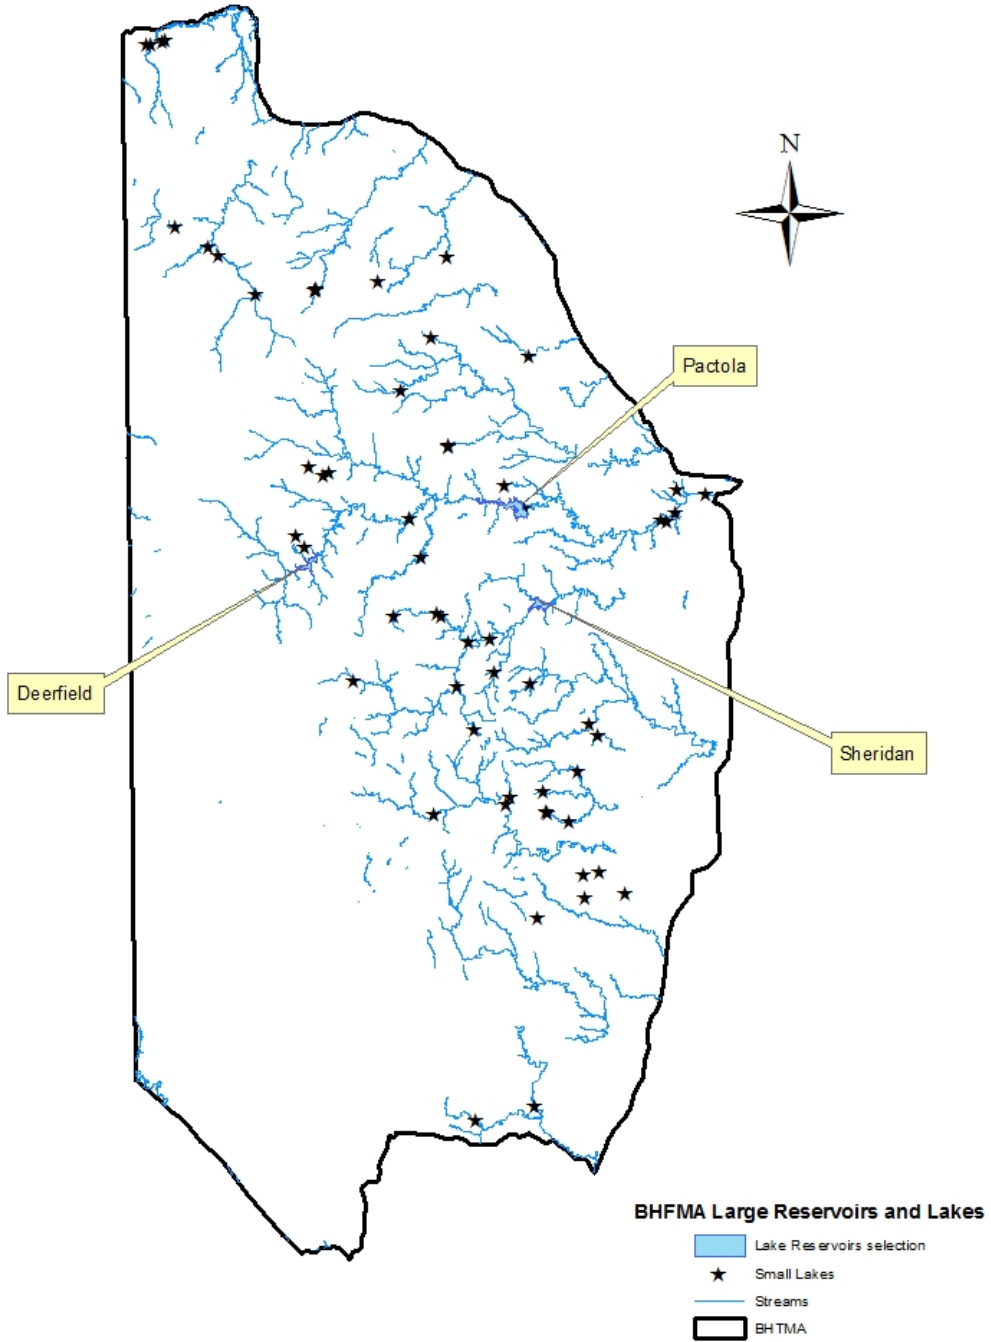 N
Pactola
Deerfield
Sheridan
BHFMA Large Reservoirs and Lakes
Lake Reservoirs selection
Small Lakes
Streams
BHTMA